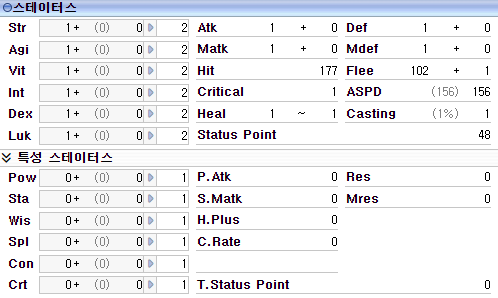 스테이터스
Str 1 + (0) 0 2 Atk 1 + 0 Def 1 + 0
Agi 1 + (0) 0 2 Matk 1 + 0 Mdef 1 + 0
Vit 1 + (0) 0 2 Hit 177 Flee 102 + 1
Int 1 + (0) 0 2 Critical 1 ASPD (156) 156
Dex 1 + (0) 0 2 Heal 1 ~ 1 Casting (1%) 1
Luk 1 + (0) 0 2 Status Point 48
특성 스테이터스
Pow 0 + (0) 0 1 P.Atk 0 Res 0
Sta 0 + (0) 0 1 S.Matk 0 Mres 0
Wis 0 + (0) 0 1 H.Plus 0
Spl 0 + (0) 0 1 C.Rate 0
Con 0 + (0) 0 1
Crt 0 + (0) 0 1 T.Status Point 0